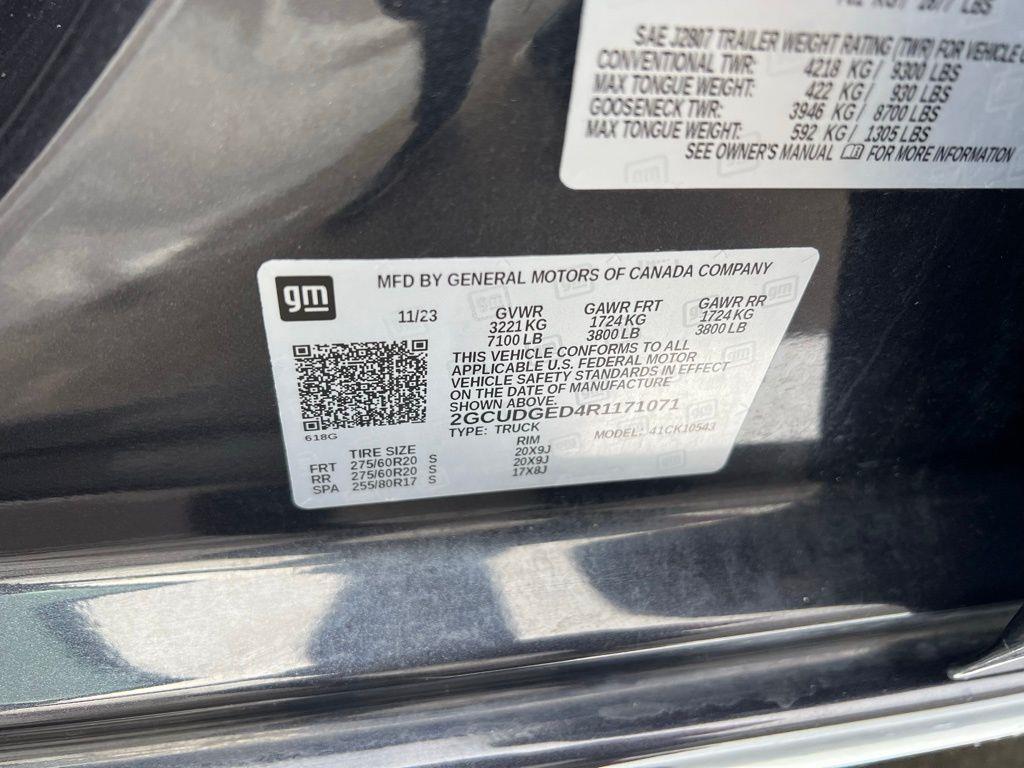 SAE J2807 TRAILER WEIGHT RATING (TWR) FOR VEHICLE
CONVENTIONAL TWR: 4218 KG/ 9300 LBS
MAX TONGUE WEIGHT: 422 KG/ 930 LBS
GOOSENECK TWR: 3946 KG/ 8700 LBS
MAX TONGUE WEIGHT: 592 KG/ 1305 LBS
SEE OWNER'S MANUAL FOR MORE INFORMATION
gm
MFD BY GENERAL MOTORS OF CANADA COMPANY
11/23 GVWR GAWR FRT GAWR RR
3221 KG 1724 KG 1724 KG
7100 LB 3800 LB 3800 LB
THIS VEHICLE CONFORMS TO ALL
APPLICABLE U.S. FEDERAL MOTOR
VEHICLE SAFETY STANDARDS IN EFFECT
ON THE DATE OF MANUFACTURE
SHOWN ABOVE.
2GCUDGED4R1171071
TYPE: TRUCK MODEL: 41CK10543
618G
TIRE SIZE RIM
FRT 275/60R20 S 20X9J
RR 275/60R20 S 20X9J
SPA 255/80R17 S 17X8J